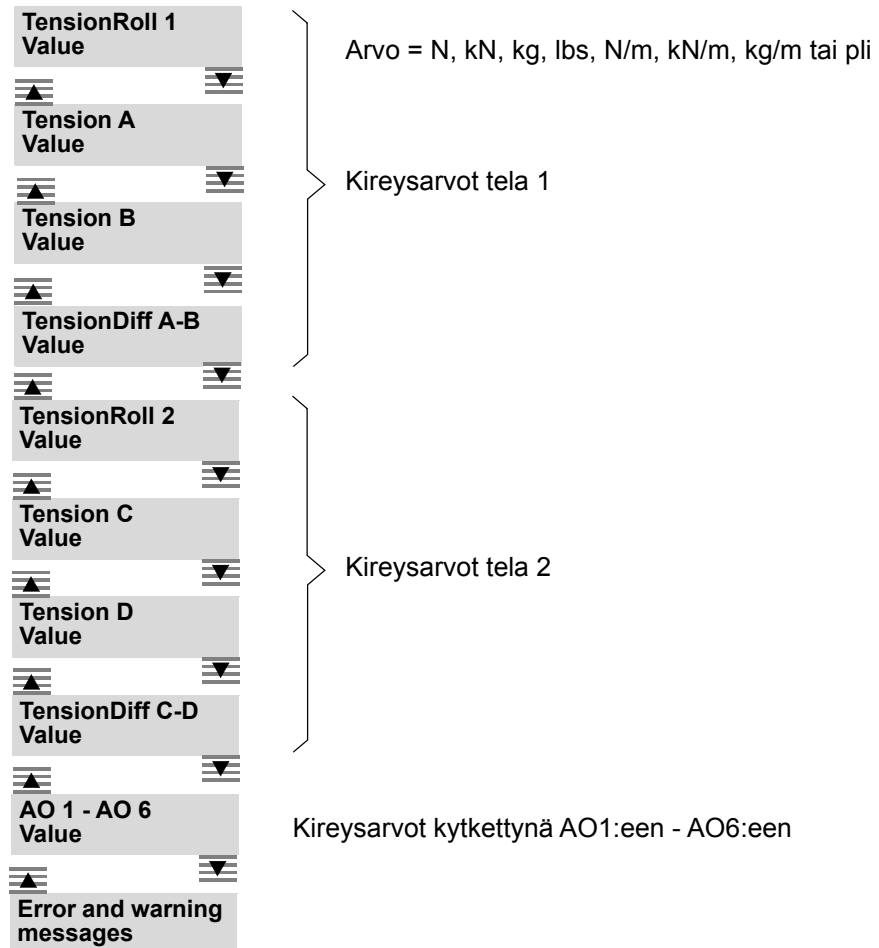 TensionRoll 1
Value
Arvo = N, kN, kg, lbs, N/m, kN/m, kg/m tai pli
Tension A
Value
Kireysarvot tela 1
Tension B
Value
TensionDiff A-B
Value
TensionRoll 2
Value
Tension C
Value
Kireysarvot tela 2
Tension D
Value
TensionDiff C-D
Value
AO 1 - AO 6
Value
Kireysarvot kytkettynä AO1:een - AO6:een
Error and warning
messages